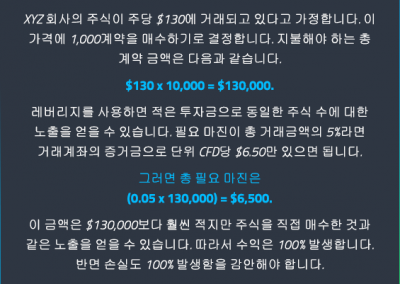 XYZ 회사의 주식이 주당 $130에 거래되고 있다고 가정합니다. 이
가격에 1,000계약을 매수하기로 결정합니다. 지불해야 하는 총
계약 금액은 다음과 같습니다.
$130 x 10,000 = $130,000.
레버리지를 사용하면 적은 투자금으로 동일한 주식 수에 대한
노출을 얻을 수 있습니다. 필요 마진이 총 거래금액의 5%라면
거래계좌의 증거금으로 단위 CFD당 $6.50만 있으면 됩니다.
그러면 총 필요 마진은
(0.05 x 130,000) = $6,500.
이 금액은 $130,000보다 훨씬 적지만 주식을 직접 매수한 것과
같은 노출을 얻을 수 있습니다. 따라서 수익은 100% 발생합니다.
반면 손실도 100% 발생함을 감안해야 합니다.